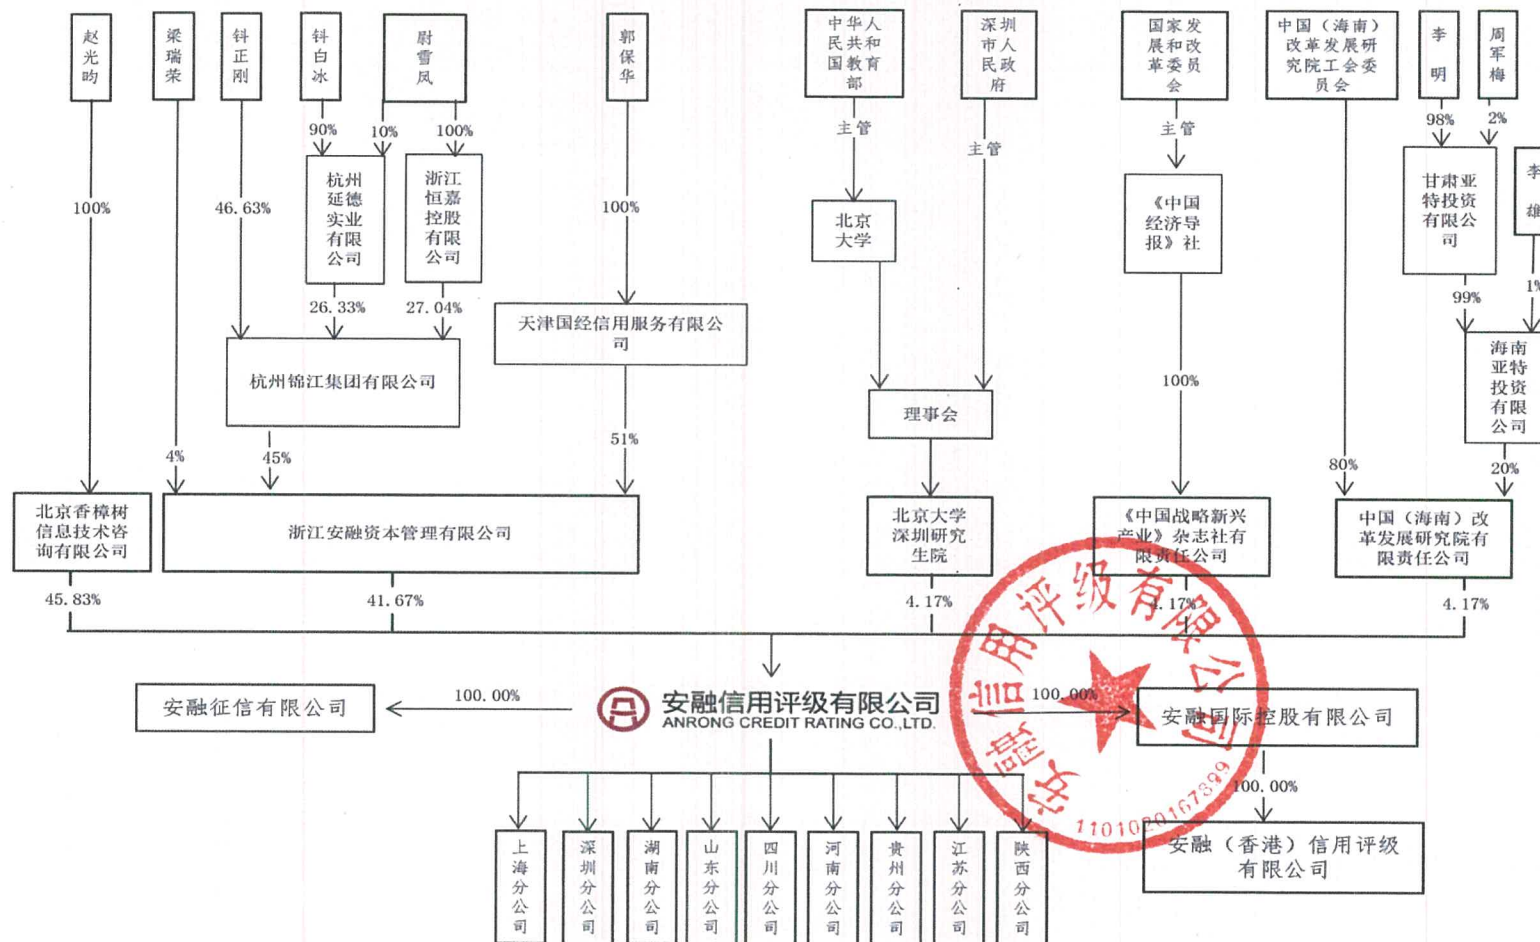 赵光昀
梁瑞荣
钭正刚
钭白冰
尉雪凤
郭保华
中华人
民共和
国教育
部
深圳
市人
民政
府
国家发
展和改
革委员
会
中国（海南）
改革发展研
究院工会委
员会
李明
周军梅
90%
10%
100%
主管
主管
主管
98%
2%
100%
46.63%
杭州
延德
实业
有限
公司
浙江
恒嘉
控股
有限
公司
100%
北京
大学
《中国
经济导
报》社
甘肃亚
特投资
有限公
司
李雄
26.33%
27.04%
99%
1%
天津国经信用服务有限公
司
杭州锦江集团有限公司
100%
海南
亚特
投资
有限
公司
理事会
4%
45%
51%
80%
20%
北京香樟树
信息技术咨
询有限公司
浙江安融资本管理有限公司
北京大学
深圳研究
生院
《中国战略新兴
产业》杂志社有
限责任公司
中国（海南）改
革发展研究院有
限责任公司
45.83%
41.67%
4.17%
4.17%
4.17%
安融征信有限公司
100.00%
安融信用评级有限公司
ANRONG CREDIT RATING CO.,LTD.
100.00%
安融国际控股有限公司
100.00%
安融（香港）信用评级
有限公司
上海分公司
深圳分公司
湖南分公司
山东分公司
四川分公司
河南分公司
贵州分公司
江苏分公司
陕西分公司
安融信用评级有限公司